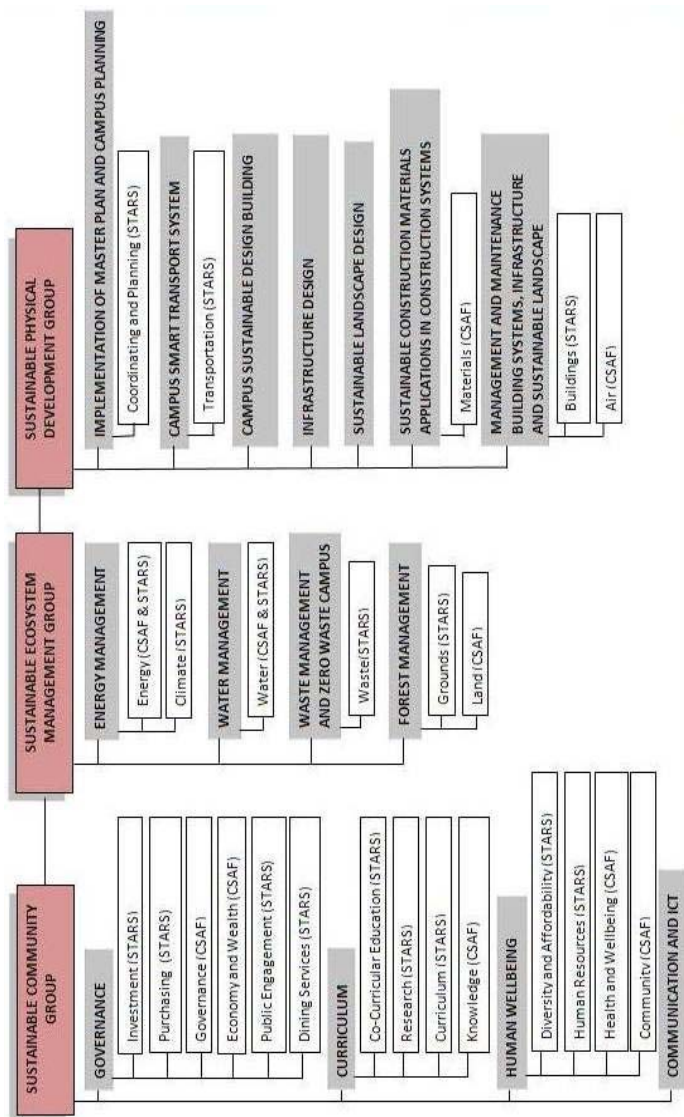 SUSTAINABLE COMMUNITY
GROUP
GOVERNANCE
Investment (STARS)
Purchasing (STARS)
Governance (CSAF)
Economy and Wealth (CSAF)
Public Engagement (STARS)
Dining Services (STARS)
CURRICULUM
Co-Curricular Education (STARS)
Research (STARS)
Curriculum (STARS)
Knowledge (CSAF)
HUMAN WELLBEING
Diversity and Affordability (STARS)
Human Resources (STARS)
Health and Wellbeing (CSAF)
Community (CSAF)
COMMUNICATION AND ICT
SUSTAINABLE ECOSYSTEM
MANAGEMENT GROUP
ENERGY MANAGEMENT
Energy (CSAF & STARS)
Climate (STARS)
WATER MANAGEMENT
Water (CSAF & STARS)
WASTE MANAGEMENT
AND ZERO WASTE CAMPUS
Waste(STARS)
FOREST MANAGEMENT
Grounds (STARS)
Land (CSAF)
SUSTAINABLE PHYSICAL
DEVELOPMENT GROUP
IMPLEMENTATION OF MASTER PLAN AND CAMPUS PLANNING
Coordinating and Planning (STARS)
CAMPUS SMART TRANSPORT SYSTEM
Transportation (STARS)
CAMPUS SUSTAINABLE DESIGN BUILDING
INFRASTRUCTURE DESIGN
SUSTAINABLE LANDSCAPE DESIGN
SUSTAINABLE CONSTRUCTION MATERIALS
APPLICATIONS IN CONSTRUCTION SYSTEMS
Materials (CSAF)
MANAGEMENT AND MAINTENANCE
BUILDING SYSTEMS, INFRASTRUCTURE
AND SUSTAINABLE LANDSCAPE
Buildings (STARS)
Air (CSAF)